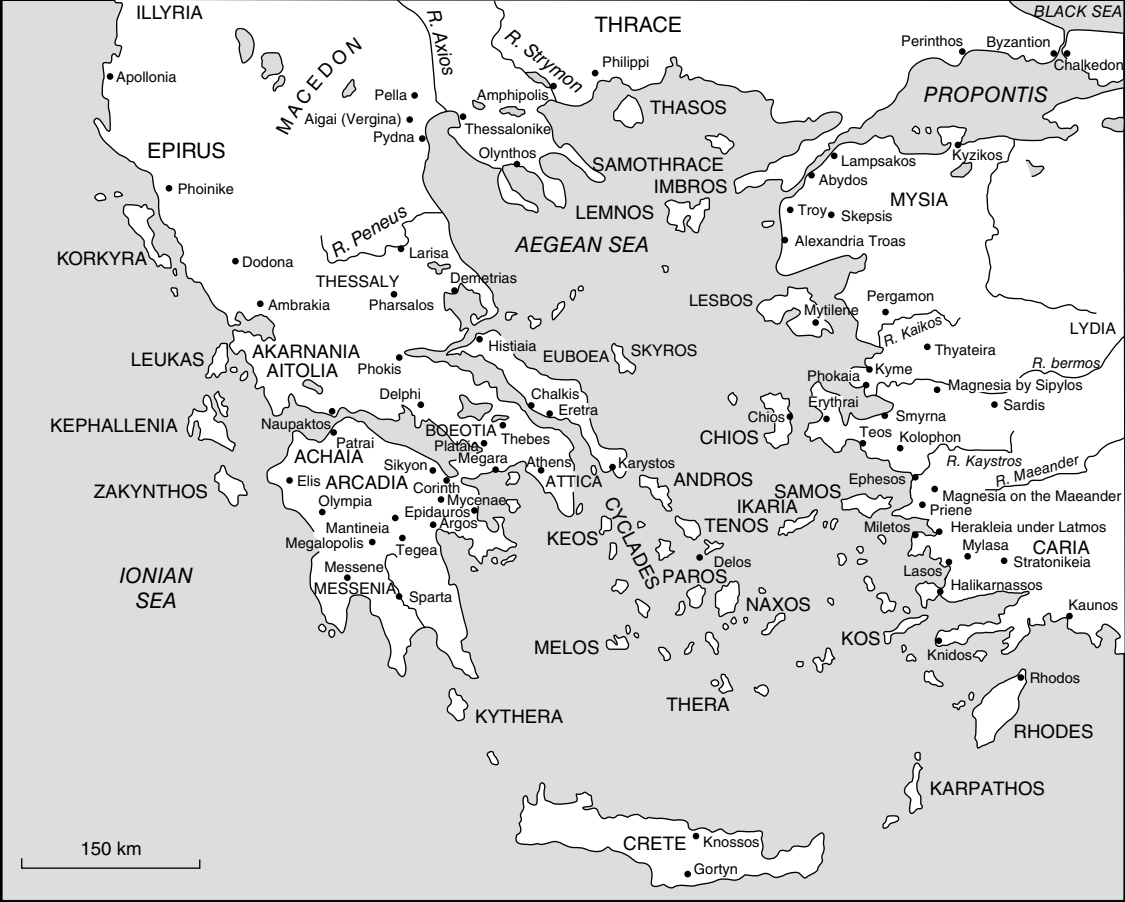 ILLYRIA
R. Axios
R. Strymon
THRACE
BLACK SEA
Perinthos
Byzantion
Chalkedon
Apollonia
MACEDON
Philippi
Pella
Amphipolis
THASOS
PROPONTIS
Aigai (Vergina)
Thessalonike
Pydna
EPIRUS
Olynthos
SAMOTHRACE
Lampsakos
Kyzikos
Phoinike
IMBROS
Abydos
MYSIA
LEMNOS
Troy
Skepsis
R. Peneus
AEGEAN SEA
Alexandria Troas
KORKYRA
Dodona
Larisa
THESSALY
Demetrias
Ambrakia
Pharsalos
LESBOS
Mytilene
Pergamon
R. Kaikos
LYDIA
LEUKAS
AKARNANIA
AITOLIA
Histiaia
EUBOEA
SKYROS
Thyateira
Phokis
Phokaia
Kyme
R. bermos
Delphi
Chalkis
Eretra
Magnesia by Sipylos
Erythrai
Sardis
KEPHALLENIA
Naupaktos
BOEOTIA
Chios
CHIOS
Smyrna
Patrai
Plataia
Thebes
Teos
Kolophon
ACHAIA
Sikyon
Megara
Athens
Karystos
R. Kaystros
R. Maeander
ZAKYNTHOS
Elis
ARCADIA
Corinth
ATTICA
ANDROS
SAMOS
Ephesos
Olympia
Mycenae
IKARIA
Magnesia on the Maeander
Epidauros
CYCLADES
Priene
Mantineia
Argos
TENOS
Miletos
Herakleia under Latmos
Megalopolis
Tegea
KEOS
Mylasa
CARIA
Messene
Delos
Lasos
Stratonikeia
IONIAN
SEA
MESSENIA
Sparta
PAROS
NAXOS
Halikarnassos
Kaunos
MELOS
KOS
Knidos
Rhodos
THERA
KYTHERA
RHODES
KARPATHOS
150 km
CRETE
Knossos
Gortyn